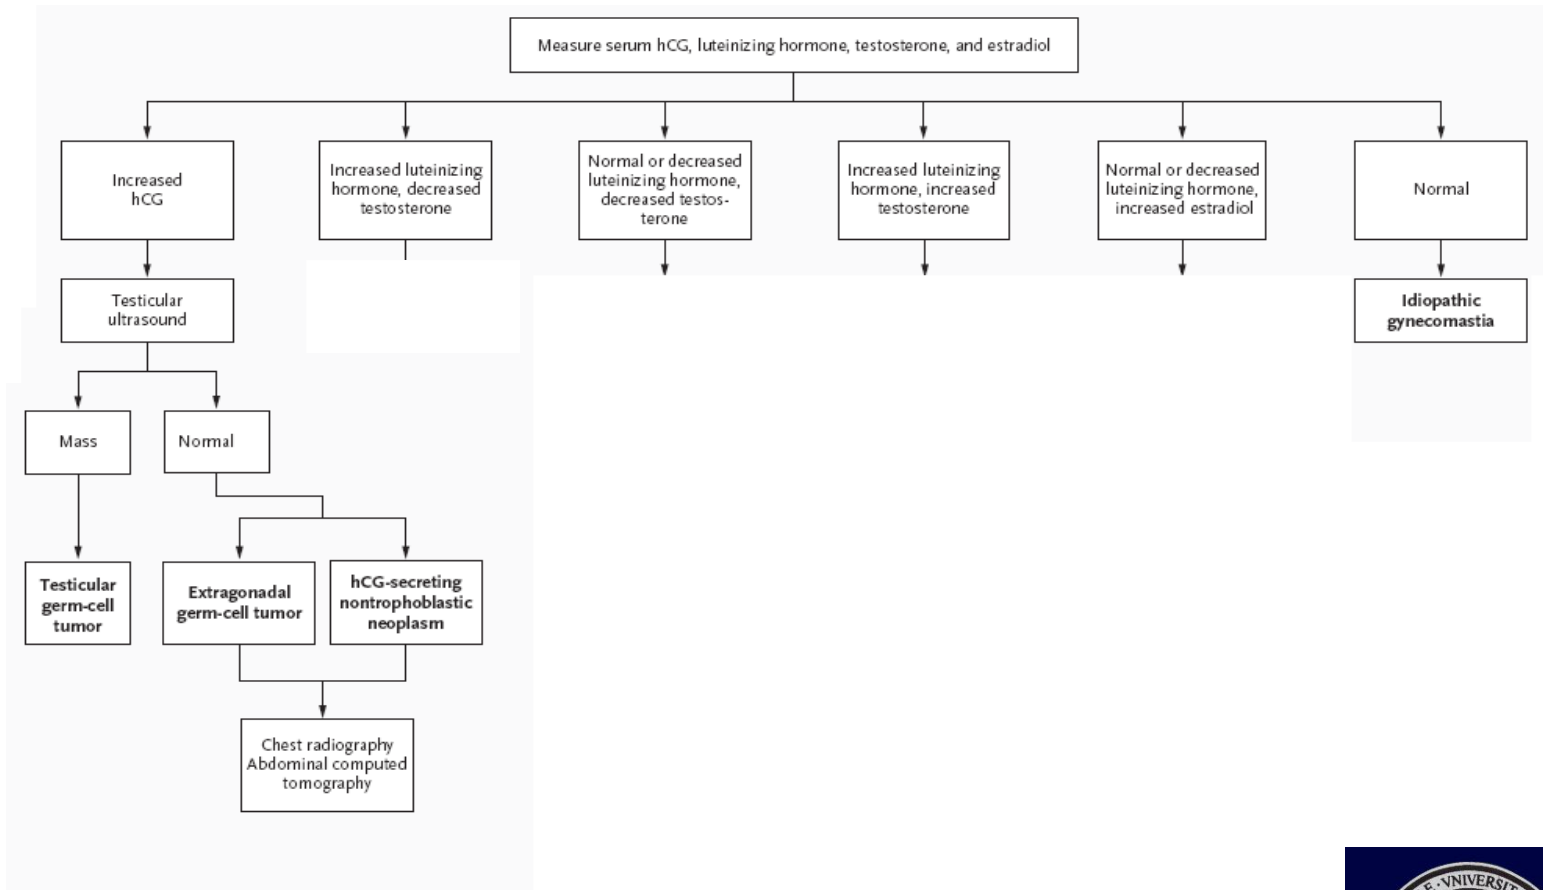 Measure serum hCG, luteinizing hormone, testosterone, and estradiol
Increased
hCG
Increased luteinizing
hormone, decreased
testosterone
Normal or decreased
luteinizing hormone,
decreased testos-
terone
Increased luteinizing
hormone, increased
testosterone
Normal or decreased
luteinizing hormone,
increased estradiol
Normal
Testicular
ultrasound
Idiopathic
gynecomastia
Mass
Normal
Testicular
germ-cell
tumor
Extragonadal
germ-cell tumor
hCG-secreting
nontrophoblastic
neoplasm
Chest radiography
Abdominal computed
tomography